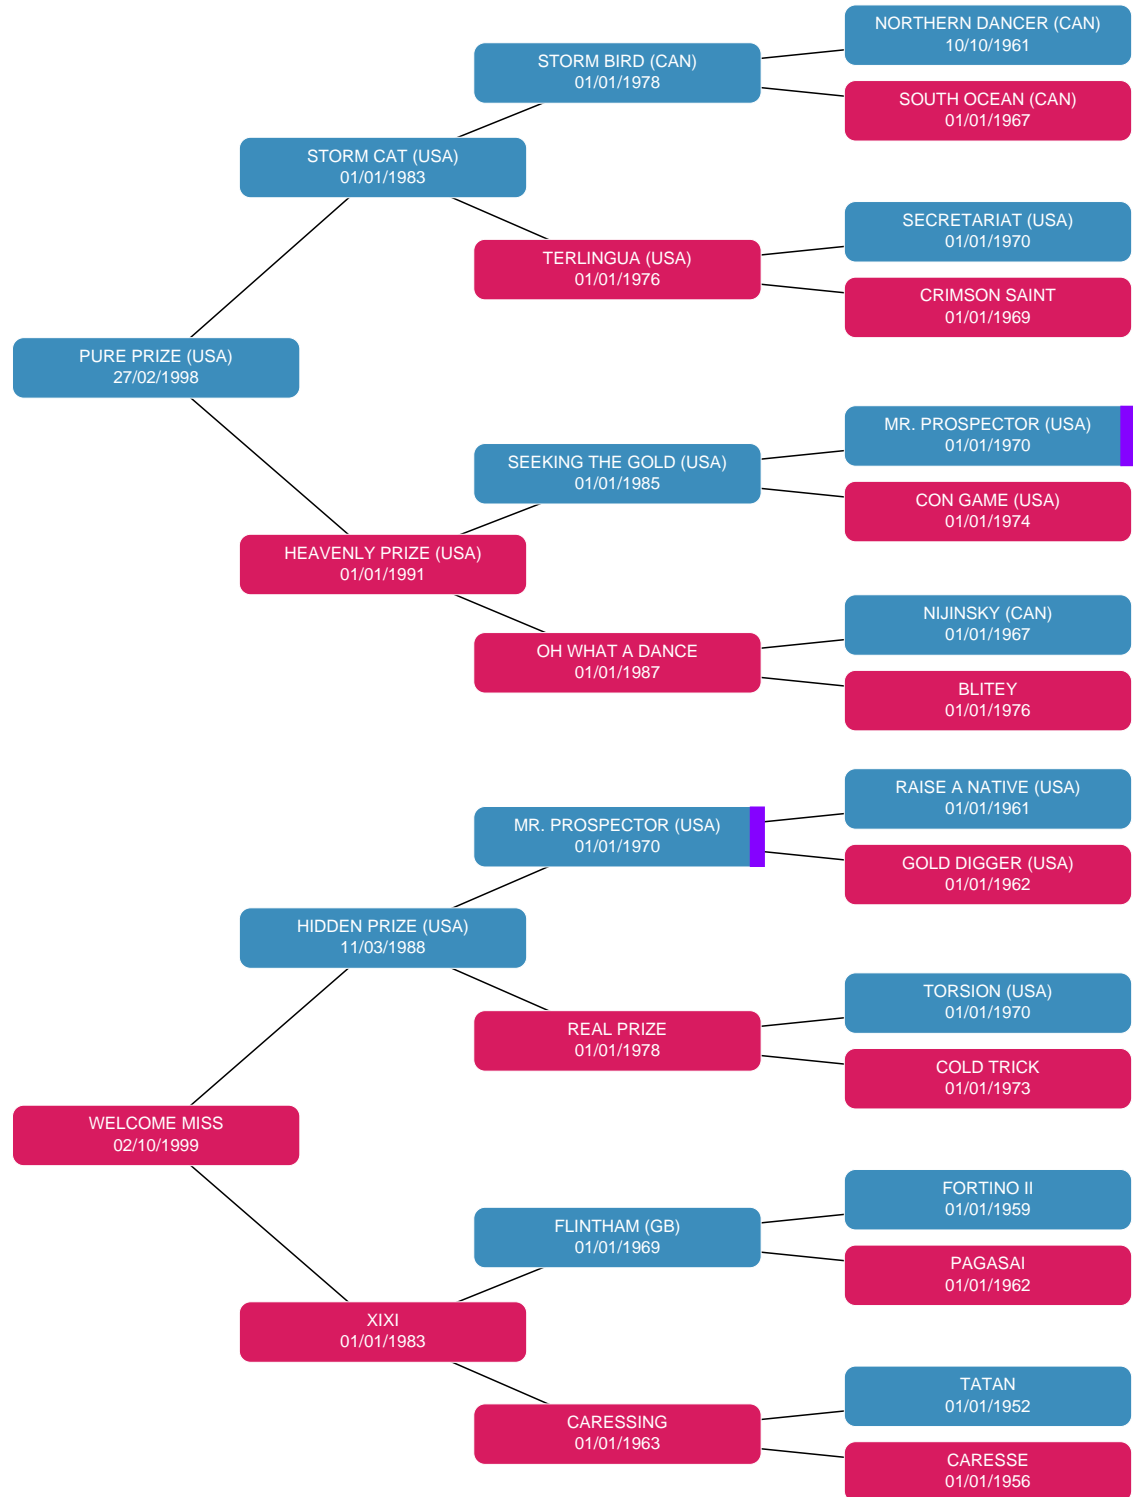 NORTHERN DANCER (CAN)
10/10/1961
STORM BIRD (CAN)
01/01/1978
SOUTH OCEAN (CAN)
01/01/1967
STORM CAT (USA)
01/01/1983
SECRETARIAT (USA)
01/01/1970
TERLINGUA (USA)
01/01/1976
CRIMSON SAINT
01/01/1969
PURE PRIZE (USA)
27/02/1998
MR. PROSPECTOR (USA)
01/01/1970
SEEKING THE GOLD (USA)
01/01/1985
CON GAME (USA)
01/01/1974
HEAVENLY PRIZE (USA)
01/01/1991
NIJINSKY (CAN)
01/01/1967
OH WHAT A DANCE
01/01/1987
BLITEY
01/01/1976
RAISE A NATIVE (USA)
01/01/1961
MR. PROSPECTOR (USA)
01/01/1970
GOLD DIGGER (USA)
01/01/1962
HIDDEN PRIZE (USA)
11/03/1988
TORSION (USA)
01/01/1970
REAL PRIZE
01/01/1978
COLD TRICK
01/01/1973
WELCOME MISS
02/10/1999
FORTINO II
01/01/1959
FLINTHAM (GB)
01/01/1969
PAGASAI
01/01/1962
XIXI
01/01/1983
TATAN
01/01/1952
CARESSING
01/01/1963
CARESSE
01/01/1956